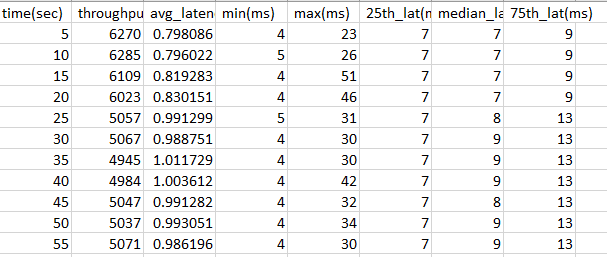 time(sec) throughpu avg_laten min(ms) max(ms) 25th_lat(m median_la 75th_lat(ms)
5 6270 0.798086 4 23 7 7 9
10 6285 0.796022 5 26 7 7 9
15 6109 0.819283 4 51 7 7 9
20 6023 0.830151 4 46 7 7 9
25 5057 0.991299 5 31 7 8 13
30 5067 0.988751 4 30 7 9 13
35 4945 1.011729 4 30 7 9 13
40 4984 1.003612 4 42 7 9 13
45 5047 0.991282 4 32 7 8 13
50 5037 0.993051 4 34 7 9 13
55 5071 0.986196 4 30 7 9 13